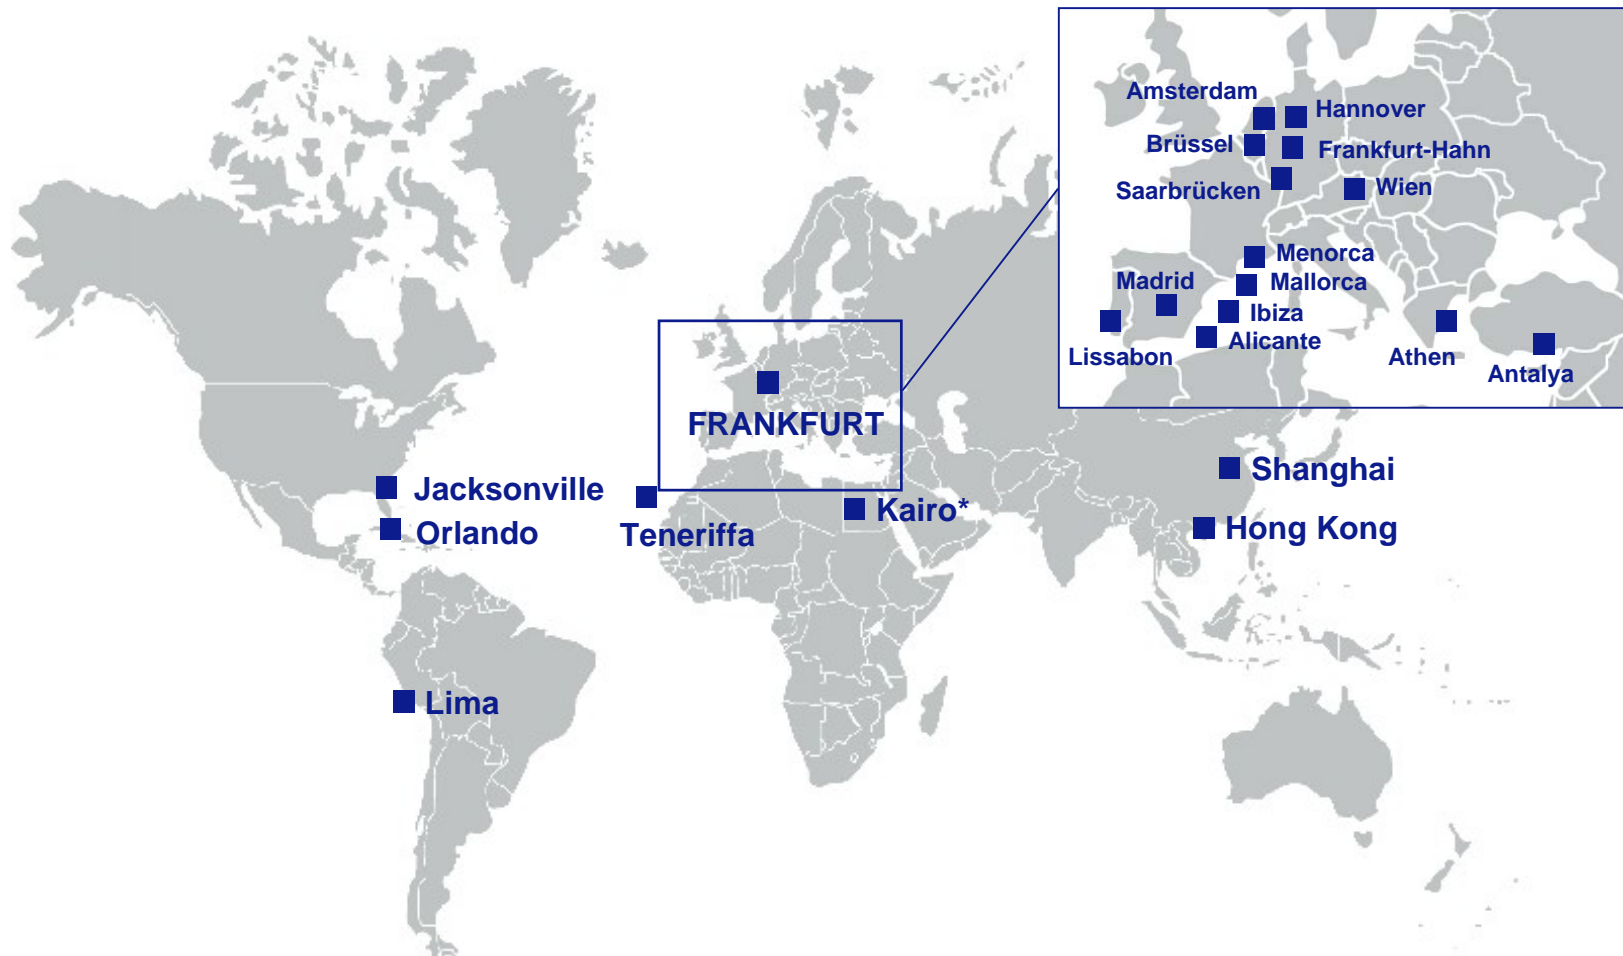 Amsterdam
Hannover
Brüssel
Frankfurt-Hahn
Saarbrücken
Wien
Menorca
Madrid
Mallorca
Ibiza
Alicante
Lissabon
Athen
Antalya
FRANKFURT
Shanghai
Jacksonville
Kairo*
Orlando
Teneriffa
Hong Kong
Lima